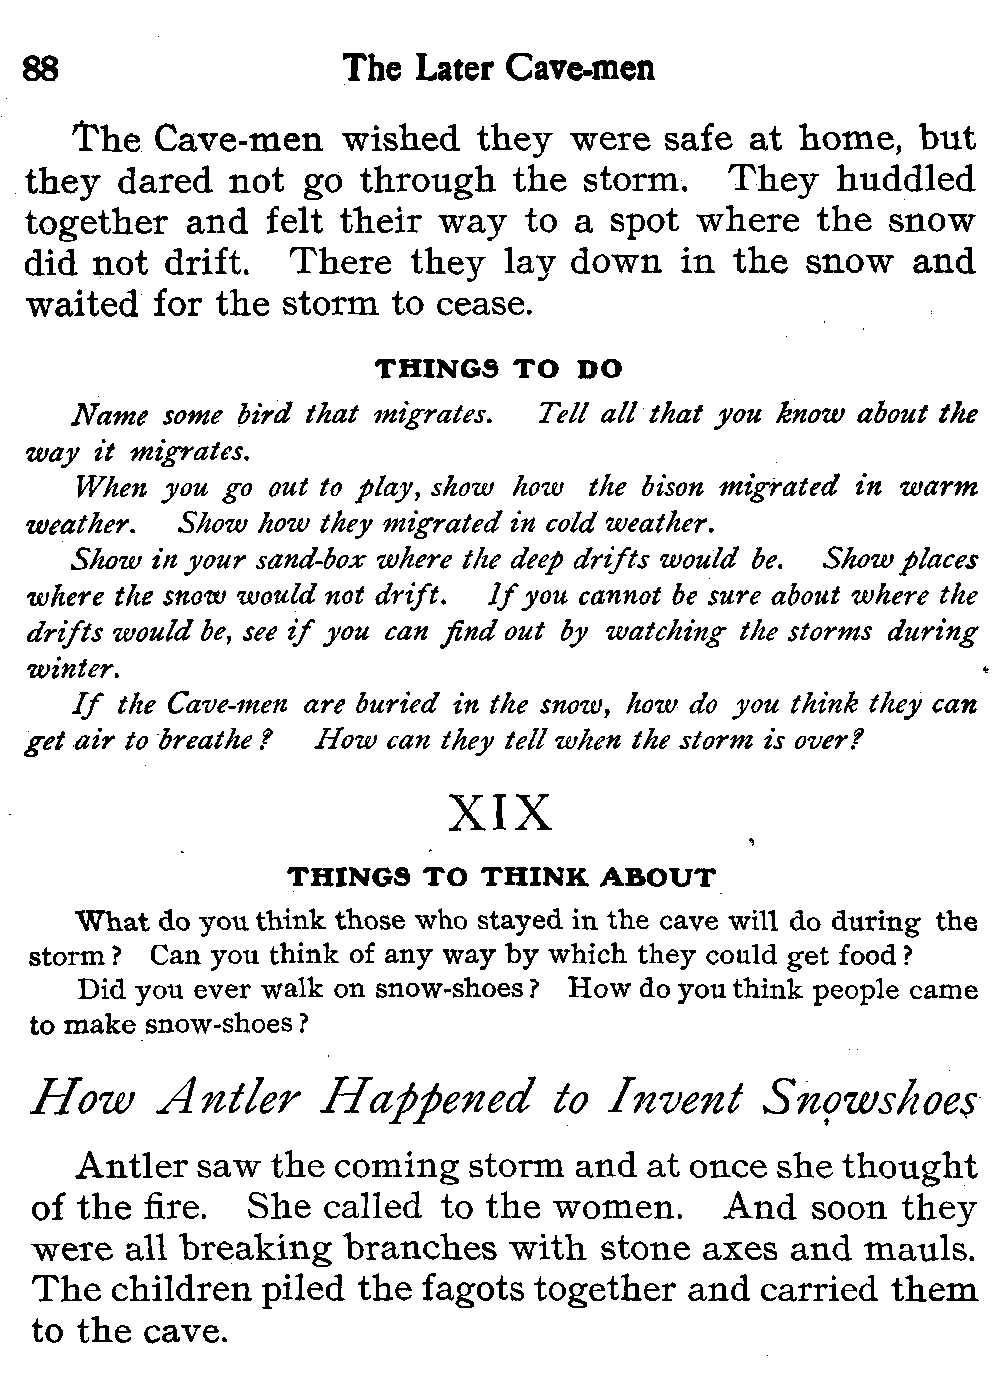 88 The Later Cave-men
The Cave-men wished they were safe at home, but
they dared not go through the storm. They huddled
together and felt their way to a spot where the snow
did not drift. There they lay down in the snow and
waited for the storm to cease.
THINGS TO DO
Name some bird that migrates. Tell all that you know about the
way it migrates.
When you go out to play, show how the bison migrated in warm
weather. Show how they migrated in cold weather.
Show in your sand-box where the deep drifts would be. Show places
where the snow would not drift. If you cannot be sure about where the
drifts would be, see if you can find out by watching the storms during
winter.
If the Cave-men are buried in the snow, how do you think they can
get air to breathe? How can they tell when the storm is over?
XIX
THINGS TO THINK ABOUT
What do you think those who stayed in the cave will do during the
storm? Can you think of any way by which they could get food?
Did you ever walk on snow-shoes? How do you think people came
to make snow-shoes?
How Antler Happened to Invent Snowshoes
Antler saw the coming storm and at once she thought
of the fire. She called to the women. And soon they
were all breaking branches with stone axes and mauls.
The children piled the fagots together and carried them
to the cave.